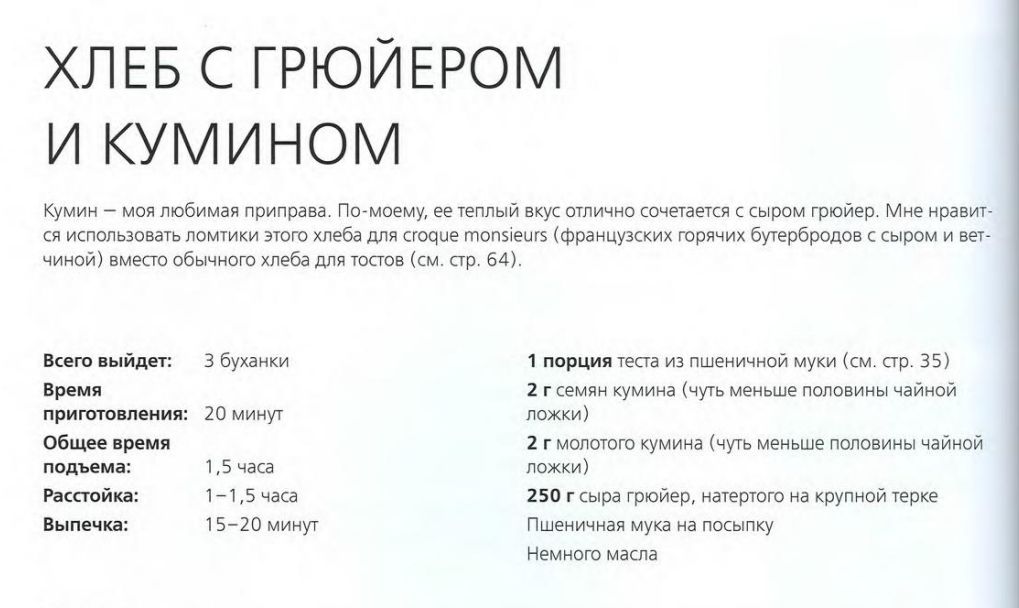 ХЛЕБ С ГРЮЙЕРОМ
И КУМИНОМ
Кумин — моя любимая приправа. По-моему, ее теплый вкус отлично сочетается с сыром грюйер. Мне нравит-
ся использовать ломтики этого хлеба для croque monsieurs (французских горячих бутербродов с сыром и вет-
чиной) вместо обычного хлеба для тостов (см. стр. 64).
Всего выйдет: 3 буханки
Время
приготовления: 20 минут
Общее время
подъема: 1,5 часа
Расстойка: 1–1,5 часа
Выпечка: 15–20 минут
1 порция теста из пшеничной муки (см. стр. 35)
2 г семян кумина (чуть меньше половины чайной
ложки)
2 г молотого кумина (чуть меньше половины чайной
ложки)
250 г сыра грюйер, натертого на крупной терке
Пшеничная мука на посыпку
Немного масла